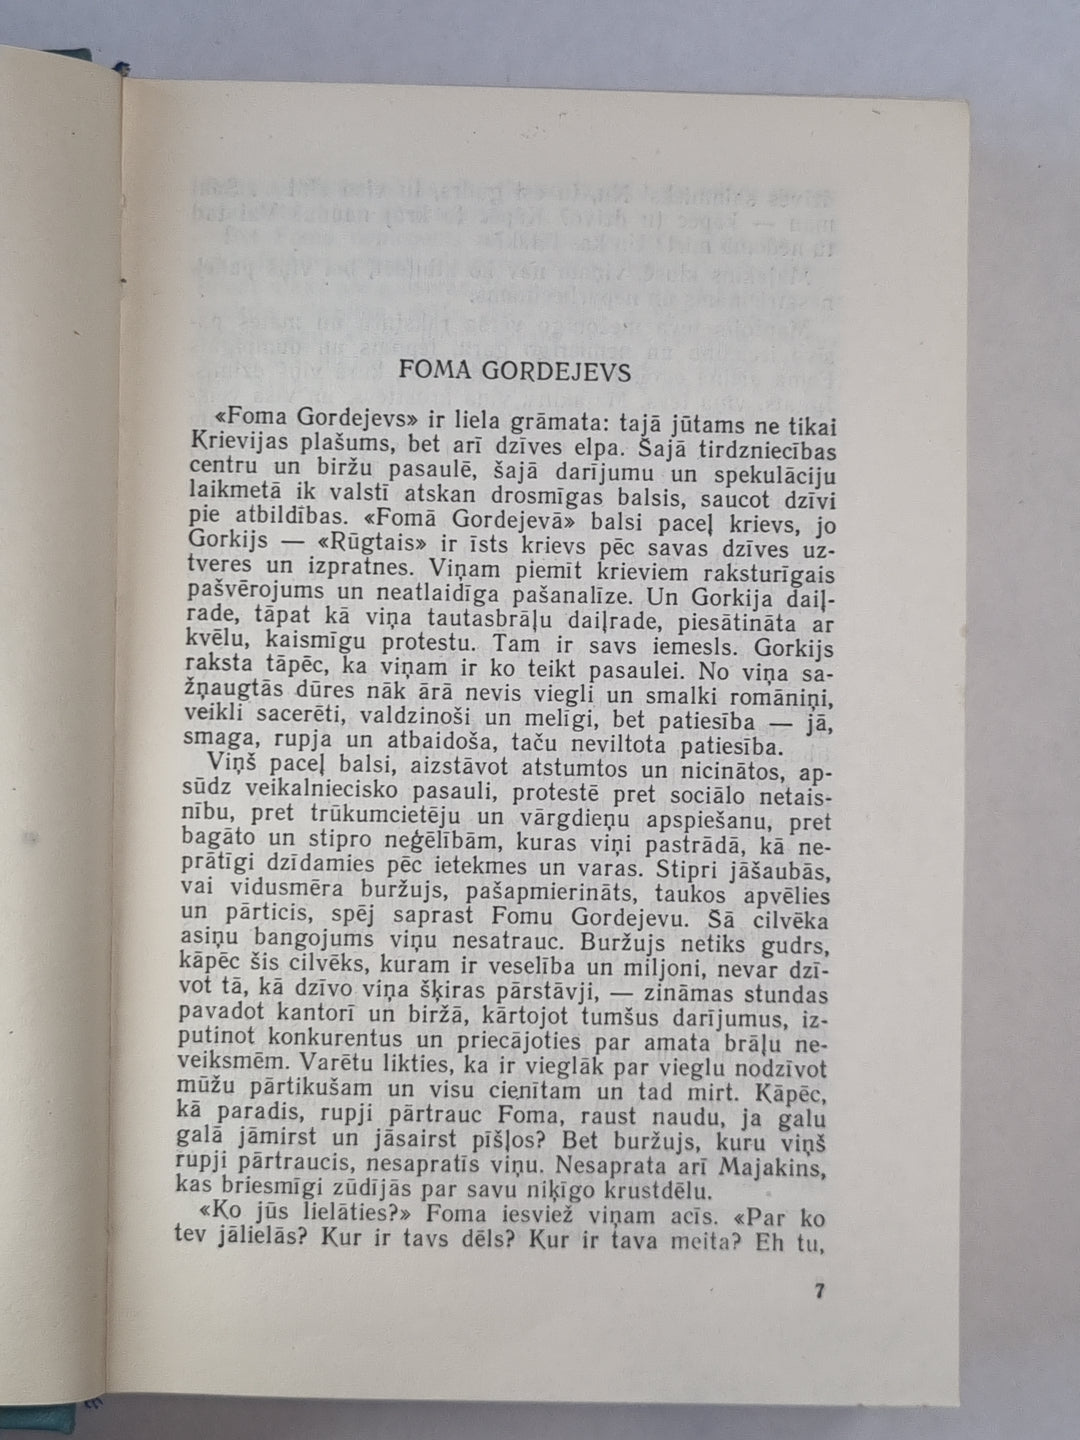 FOMA GORDEJEVS
«Foma Gordejevs» ir liela grāmata: tajā jūtams ne tikai
Krievijas plašums, bet arī dzīves elpa. Šajā tirdzniecības
centru un biržu pasaulē, šajā darījumu un spekulāciju
laikmetā ik valstī atskan drosmīgas balsis, saucot dzīvi
pie atbildības. «Fomā Gordejevā» balsi paceļ krievs, jo
Gorkijs — «Rūgtais» ir īsts krievs pēc savas dzīves uz-
tveres un izpratnes. Viņam piemīt krieviem raksturīgais
pašvērojums un neatlaidīga pašanalīze. Un Gorkija daiļ-
rade, tāpat kā viņa tautasbrāļu daiļrade, piesātināta ar
kvēlu, kaismīgu protestu. Tam ir savs iemesls. Gorkijs
raksta tāpēc, ka viņam ir ko teikt pasaulei. No viņa sa-
žņaugtās dūres nāk ārā nevis viegli un smalki romāniņi,
veikli sacerēti, valdzinoši un melīgi, bet patiesība — jā,
smaga, rupja un atbaidoša, taču neviltota patiesība.
Viņš paceļ balsi, aizstāvot atstumtos un nicinātos, ap-
sūdz veikalniecisko pasauli, protestē pret sociālo netais-
nību, pret trūkumcietēju un vārgdieņu apspiešanu, pret
bagāto un stipro neģēlībām, kuras viņi pastrādā, kā ne-
prātīgi dzīdamies pēc ietekmes un varas. Stipri jāšaubās,
vai vidusmēra buržujs, pašapmierināts, taukos apvēlies
un pārticis, spēj saprast Fomu Gordejevu. Šā cilvēka
asiņu bangojums viņu nesatrauc. Buržujs netiks gudrs,
kāpēc šis cilvēks, kuram ir veselība un miljoni, nevar dzī-
vot tā, kā dzīvo viņa šķiras pārstāvji, — zināmas stundas
pavadot kantorī un biržā, kārtojot tumšus darījumus, iz-
putinot konkurentus un priecājoties par amata brāļu ne-
veiksmēm. Varētu likties, ka ir vieglāk par vieglu nodzīvot
mūžu pārtikušam un visu cienītam un tad mirt. Kāpēc,
kā paradis, rupji pārtrauc Foma, raust naudu, ja galu
galā jāmirst un jāsairst pīšļos? Bet buržujs, kuru viņš
rupji pārtraucis, nesapratīs viņu. Nesaprata arī Majakins,
kas briesmīgi zūdījās par savu niķīgo krustdēlu.
«Ko jūs lielāties?» Foma iesviež viņam acīs. «Par ko
tev jālielās? Kur ir tavs dēls? Kur ir tava meita? Eh tu,
7